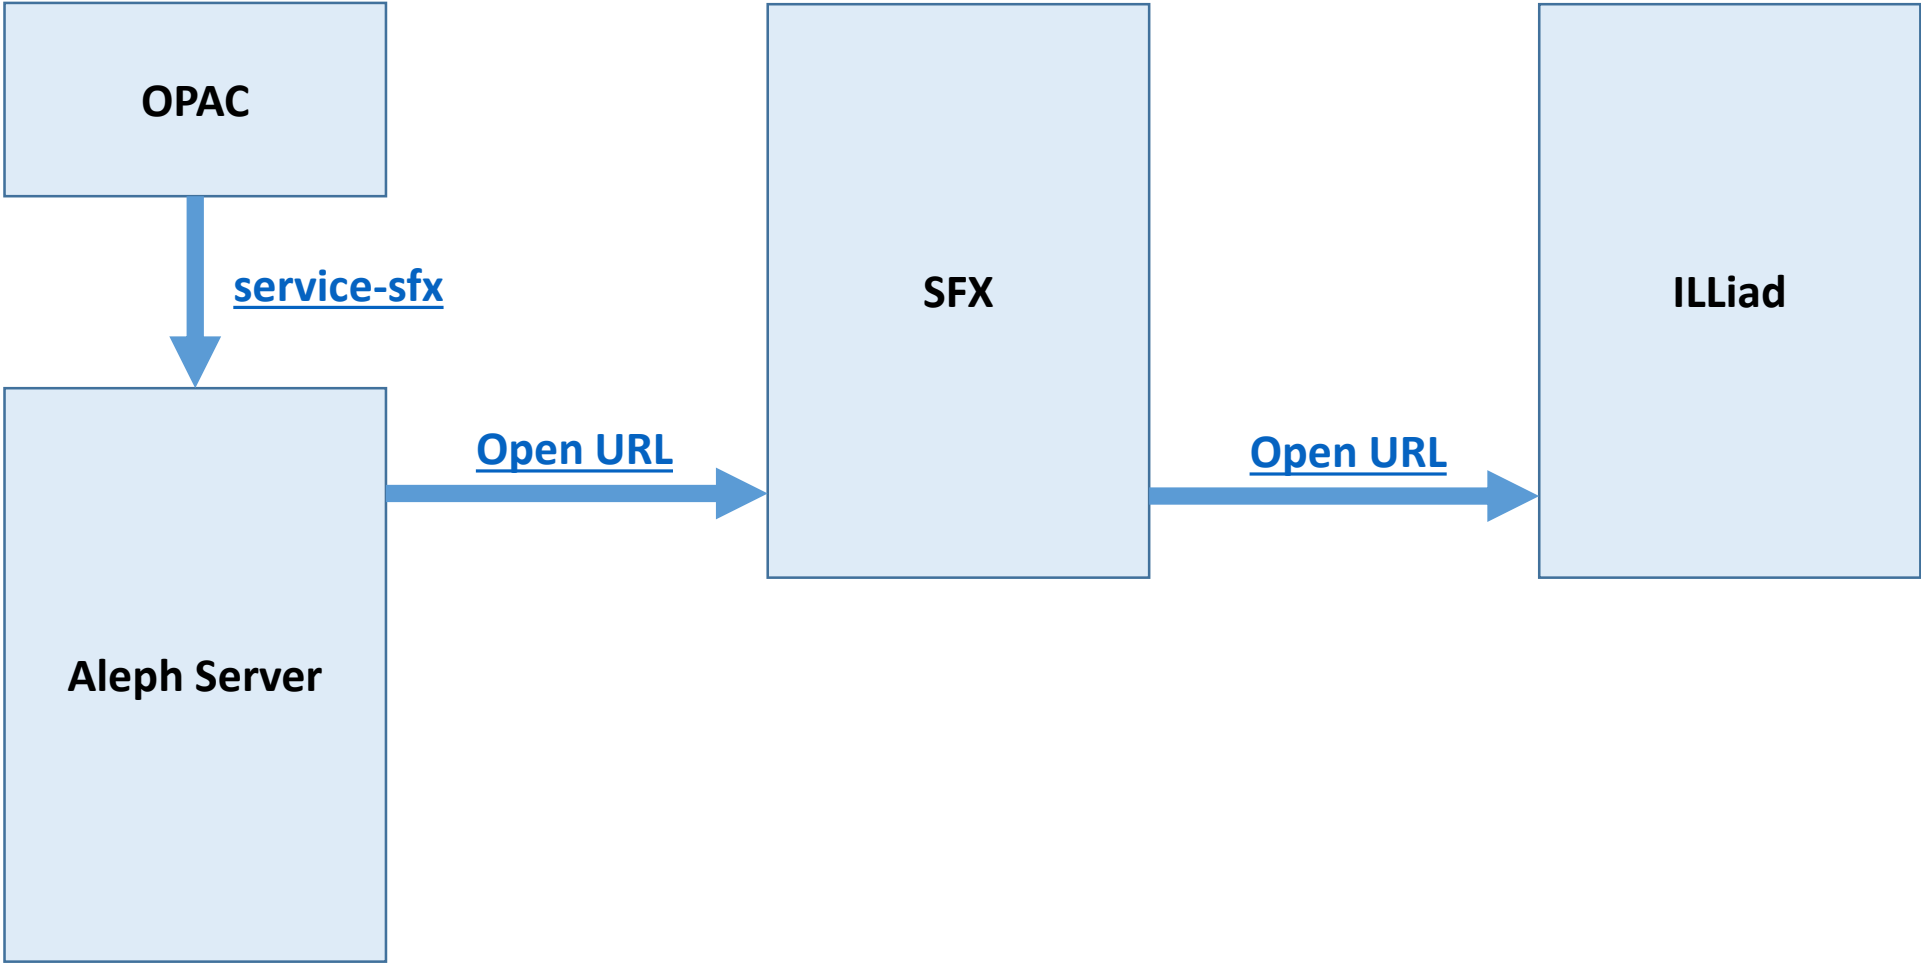 OPAC
service-sfx
Aleph Server
Open URL
SFX
Open URL
ILLiad